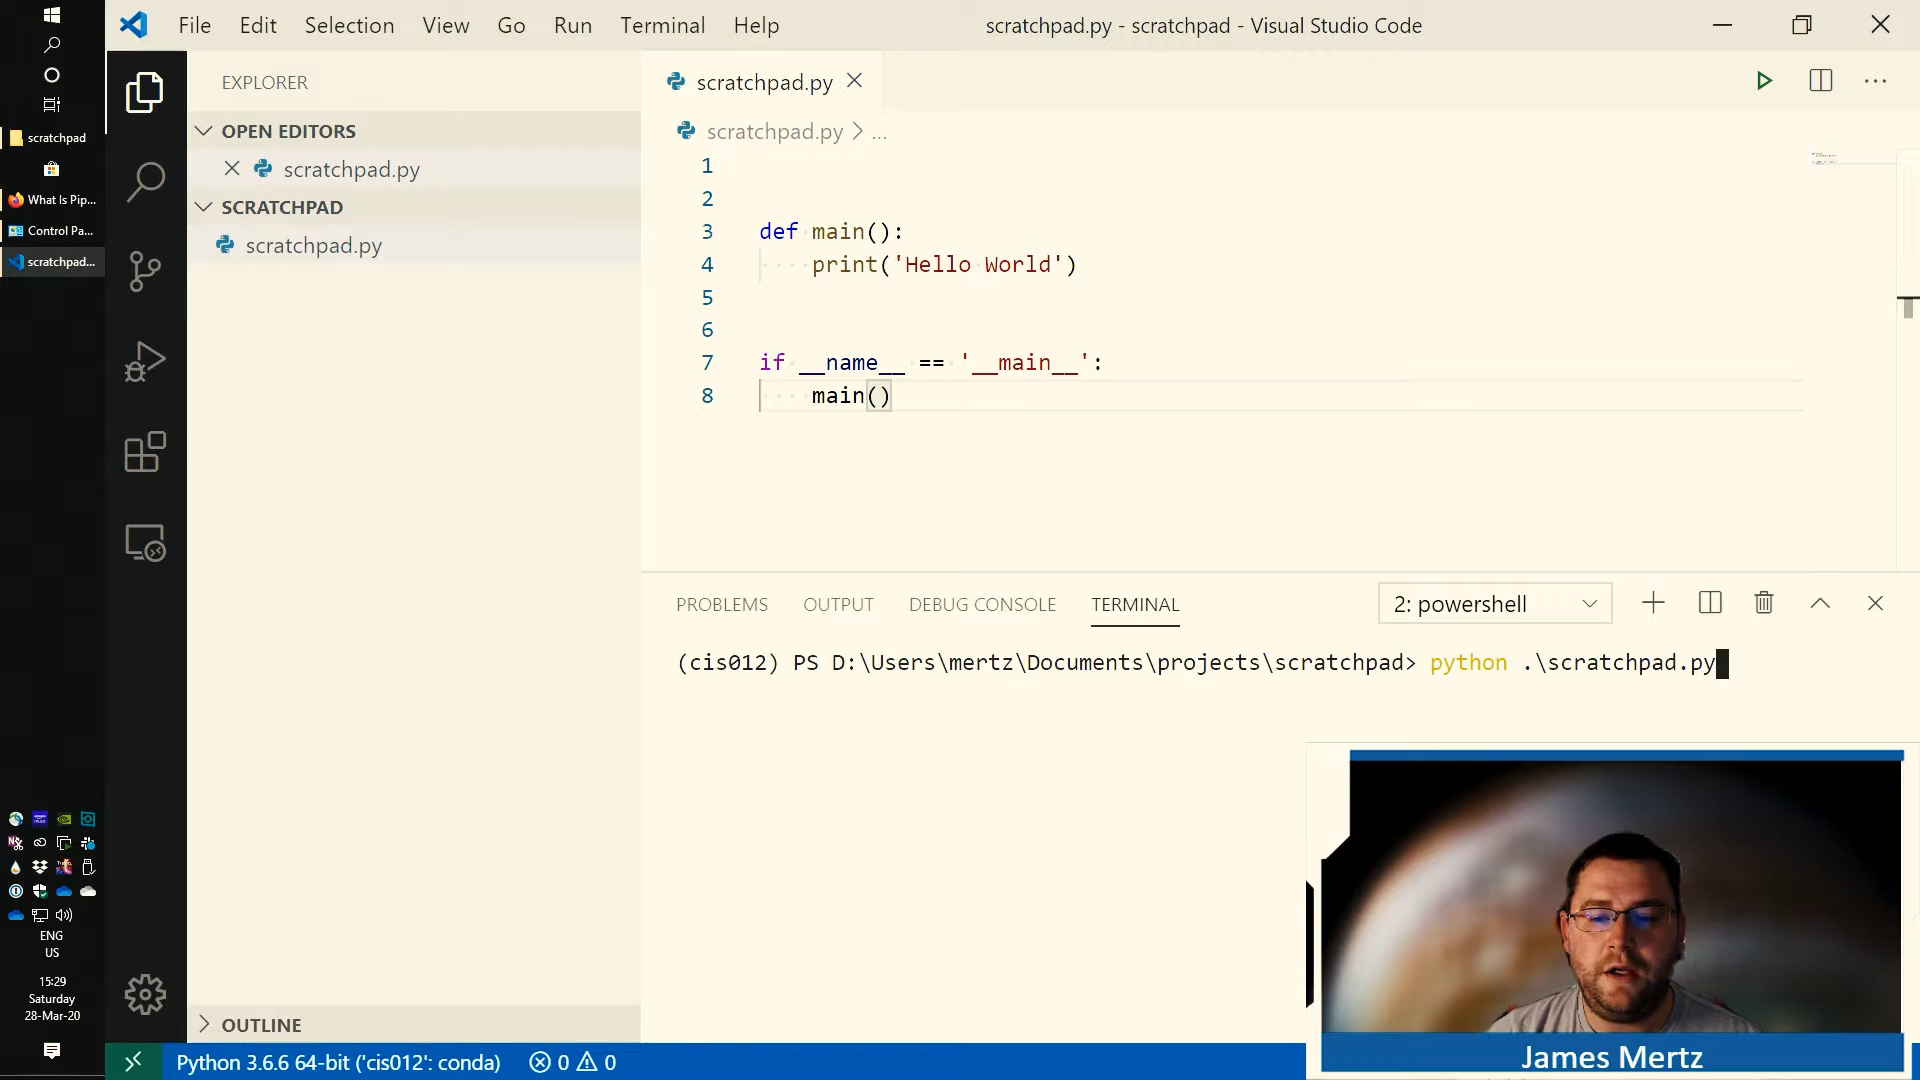 File Edit Selection View Go Run Terminal Help
scratchpad.py - scratchpad - Visual Studio Code
scratchpad
What Is Pip...
Control Pa...
scratchpad...
ENG
US
15:29
Saturday
28-Mar-20
EXPLORER
OPEN EDITORS
scratchpad.py
SCRATCHPAD
scratchpad.py
OUTLINE
scratchpad.py
scratchpad.py > ...
1
2
3 def main():
4 print('Hello World')
5
6
7 if __name__ == '__main__':
8 main()
PROBLEMS OUTPUT DEBUG CONSOLE TERMINAL 2: powershell
(cis012) PS D:\Users\mertz\Documents\projects\scratchpad> python .\scratchpad.py
James Mertz
Python 3.6.6 64-bit ('cis012': conda) 0 0